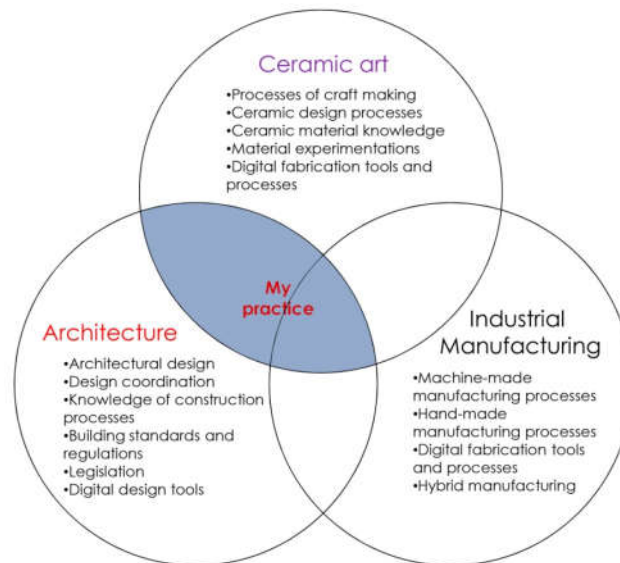 Ceramic art
•Processes of craft making
•Ceramic design processes
•Ceramic material knowledge
•Material experimentations
•Digital fabrication tools and
processes
My
practice
Architecture
•Architectural design
•Design coordination
•Knowledge of construction
processes
•Building standards and
regulations
•Legislation
•Digital design tools
Industrial
Manufacturing
•Machine-made
manufacturing processes
•Hand-made
manufacturing processes
•Digital fabrication tools
and processes
•Hybrid manufacturing